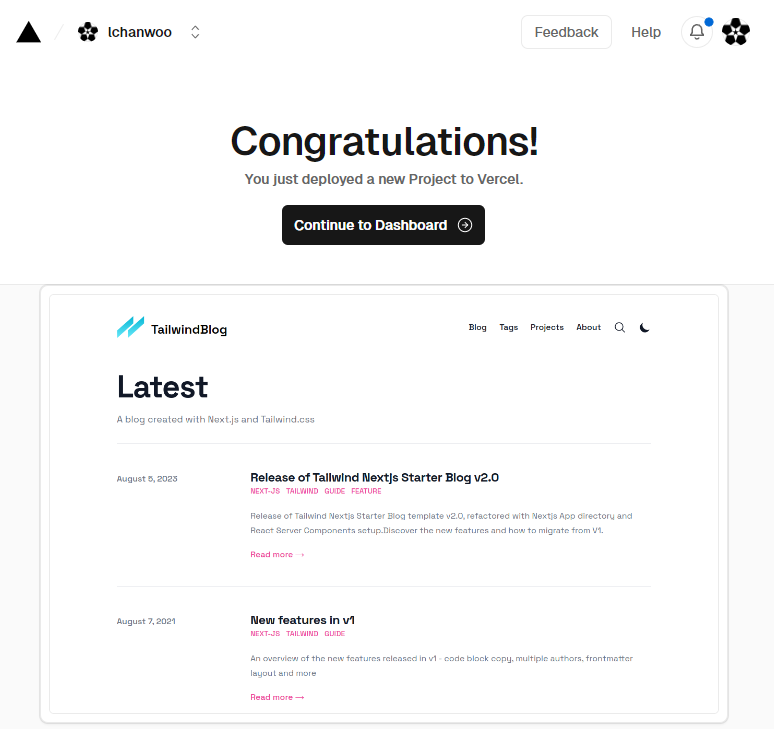 lchanwoo
Feedback
Help
Congratulations!
You just deployed a new Project to Vercel.
Continue to Dashboard
TailwindBlog
Blog Tags Projects About
Latest
A blog created with Next.js and Tailwind.css
August 5, 2023
Release of Tailwind Nextjs Starter Blog v2.0
NEXT-JS TAILWIND GUIDE FEATURE
Release of Tailwind Nextjs Starter Blog template v2.0, refactored with Nextjs App directory and
React Server Components setup.Discover the new features and how to migrate from V1.
Read more →
August 7, 2021
New features in v1
NEXT-JS TAILWIND GUIDE
An overview of the new features released in v1 - code block copy, multiple authors, frontmatter
layout and more
Read more →